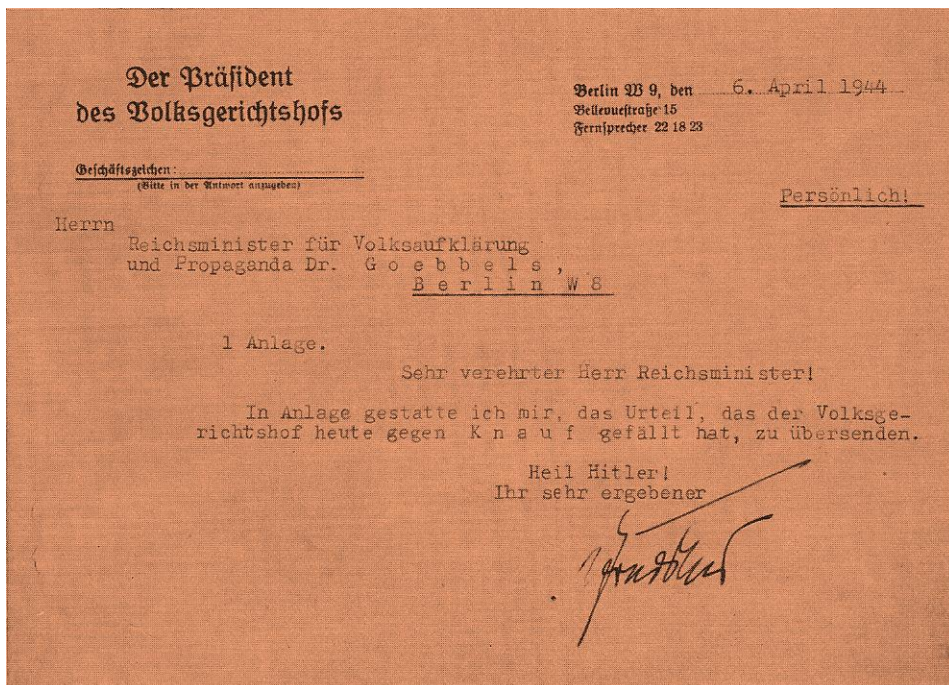 Der Präsident
des Volksgerichtshofs
Geschäftszeichen:
(Bitte in der Antwort anzugeben)
Berlin W 9, den 6. April 1944
Bellevuestraße 15
Fernsprecher 22 18 23
Persönlich!
Herrn
Reichsminister für Volksaufklärung
und Propaganda Dr. G o e b b e l s ,
B e r l i n W 8
1 Anlage.
Sehr verehrter Herr Reichsminister!
In Anlage gestatte ich mir, das Urteil, das der Volksge-
richtshof heute gegen K n a u f gefällt hat, zu übersenden.
Heil Hitler!
Ihr sehr ergebener